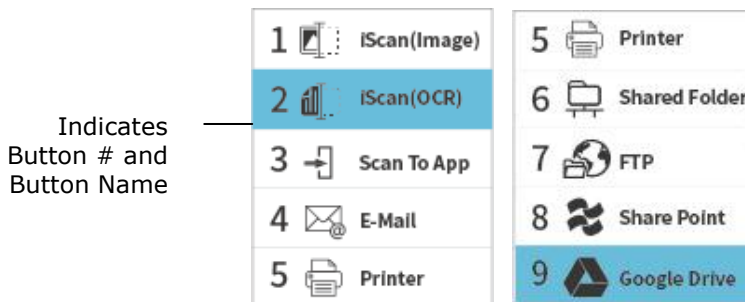 Indicates
Button # and
Button Name
1 iScan(Image)
2 iScan(OCR)
3 Scan To App
4 E-Mail
5 Printer
5 Printer
6 Shared Folder
7 FTP
8 Share Point
9 Google Drive